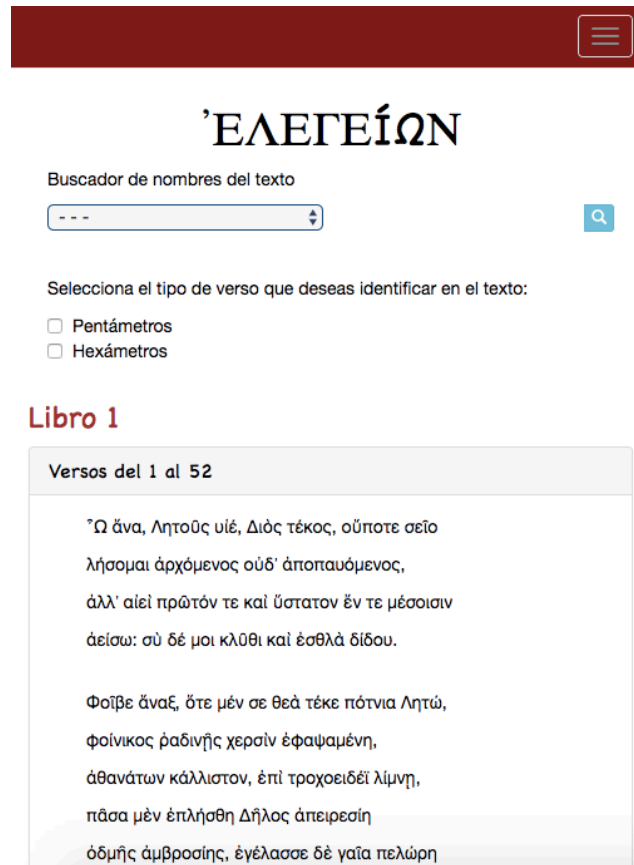 ἘΛΕΓΕίΩΝ
Buscador de nombres del texto
---
Selecciona el tipo de verso que deseas identificar en el texto:
Pentámetros
Hexámetros
Libro 1
Versos del 1 al 52
Ὦ ἄνα, Λητοῦς υἱέ, Διὸς τέκος, οὔποτε σεῖο
λήσομαι ἀρχόμενος οὐδ' ἀποπαυόμενος,
ἀλλ' αἰεὶ πρῶτόν τε καὶ ὕστατον ἔν τε μέσοισιν
ἀείσω: σὺ δέ μοι κλῦθι καὶ ἐσθλὰ δίδου.
Φοῖβε ἄναξ, ὅτε μέν σε θεὰ τέκε πότνια Λητώ,
φοίνικος ῥαδινῇς χερσὶν ἐφαψαμένη,
ἀθανάτων κάλλιστον, ἐπὶ τροχοειδέϊ λίμνῃ,
πᾶσα μὲν ἐπλήσθη Δῆλος ἀπειρεσίη
ὀδμῆς ἀμβροσίης, ἐγέλασσε δὲ γαῖα πελώρη